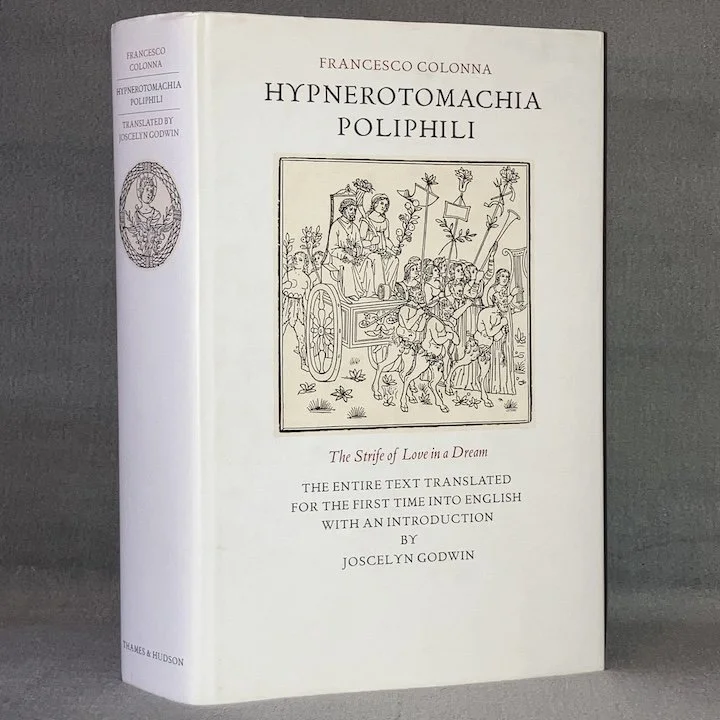 FRANCESCO
COLONNA
HYPNEROTOMACHIA
POLIPHILI
TRANSLATED BY
JOSCELYN GODWIN
THAMES & HUDSON
FRANCESCO COLONNA
HYPNEROTOMACHIA
POLIPHILI
The Strife of Love in a Dream
THE ENTIRE TEXT TRANSLATED
FOR THE FIRST TIME INTO ENGLISH
WITH AN INTRODUCTION
BY
JOSCELYN GODWIN